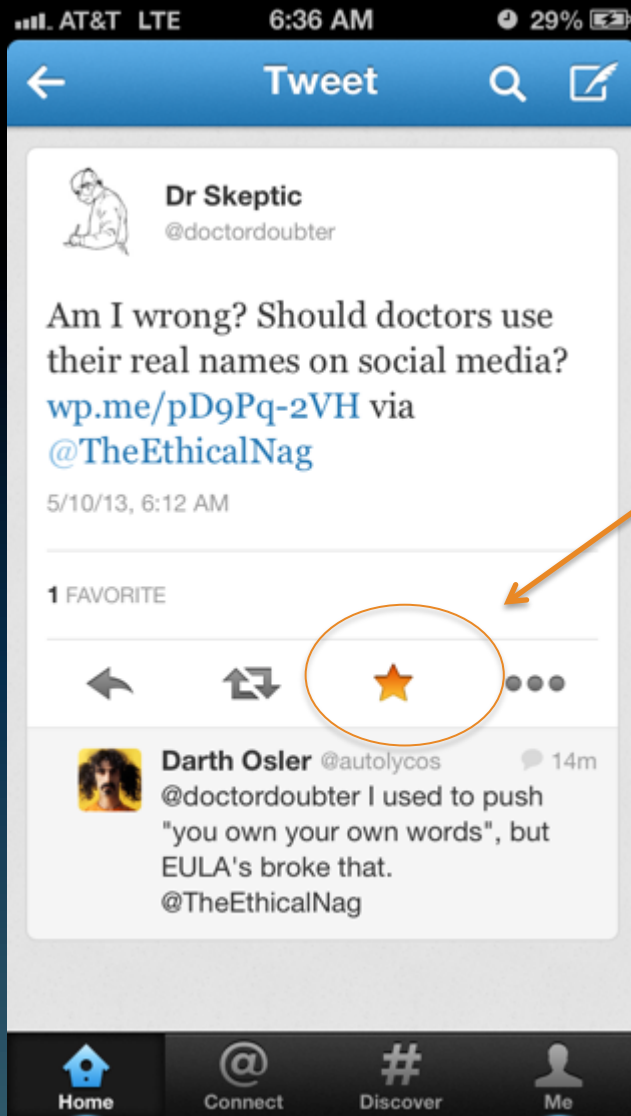 AT&T LTE 6:36 AM 29%
Tweet
Dr Skeptic
@doctordoubter
Am I wrong? Should doctors use
their real names on social media?
wp.me/pD9Pq-2VH via
@TheEthicalNag
5/10/13, 6:12 AM
1 FAVORITE
Darth Osler @autolycos 14m
@doctordoubter I used to push
"you own your own words", but
EULA's broke that.
@TheEthicalNag
Home Connect Discover Me